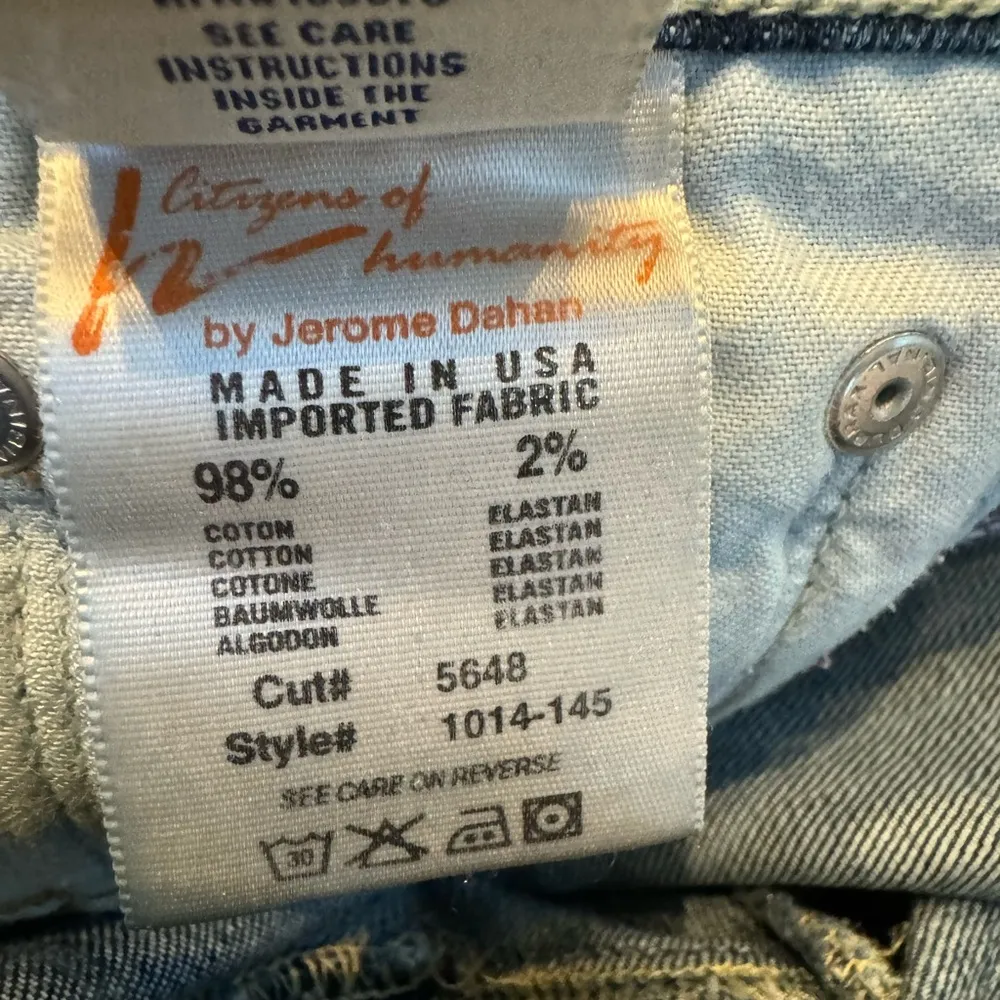 SEE CARE
INSTRUCTIONS
INSIDE THE
GARMENT
Citizens of
humanity
by Jerome Dahan
MADE IN USA
IMPORTED FABRIC
98% 2%
COTON ELASTAN
COTTON ELASTAN
COTONE ELASTAN
BAUMWOLLE ELASTAN
ALGODON ELASTAN
Cut# 5648
Style# 1014-145
SEE CARE ON REVERSE
30